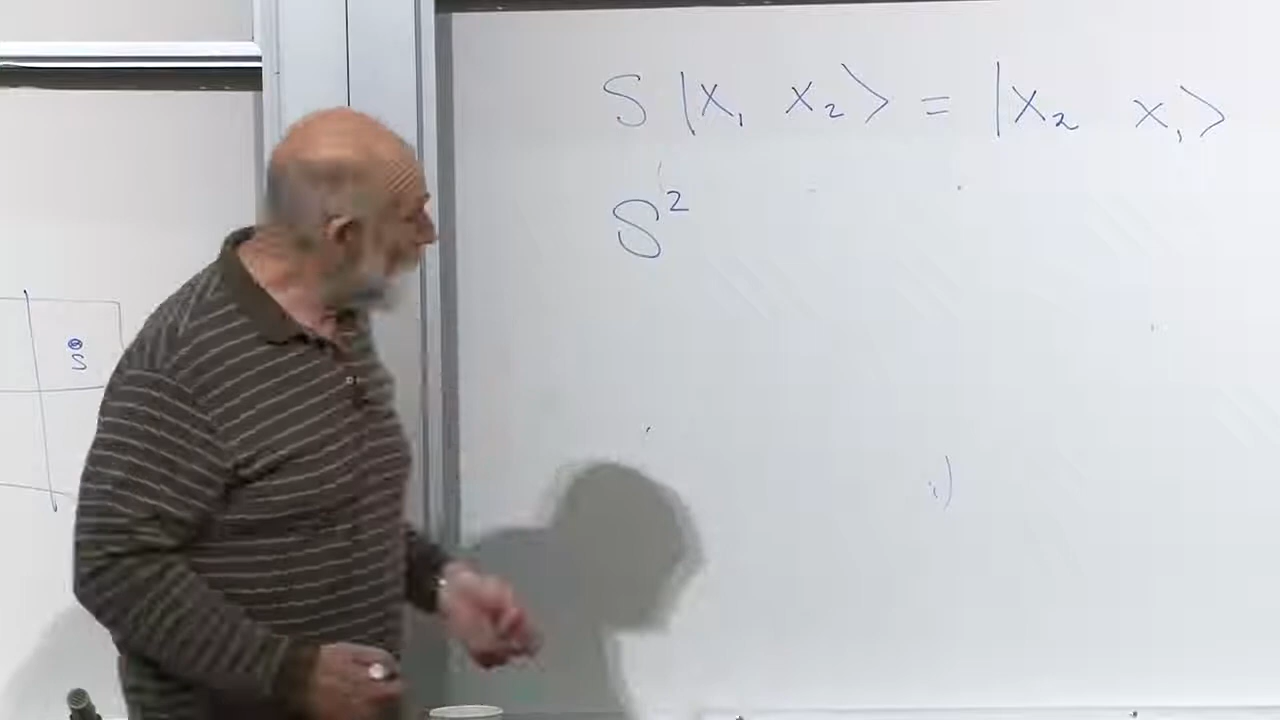 S |x₁ x₂⟩ = |x₂ x₁⟩
S²
S